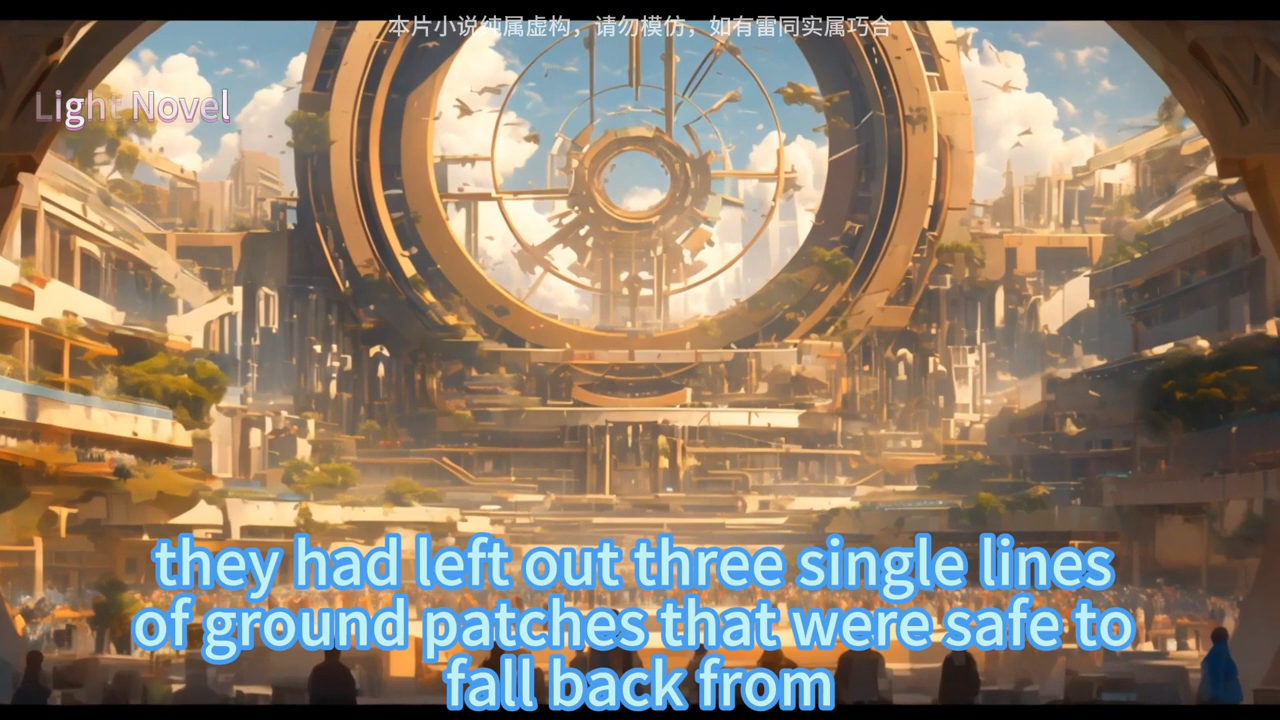 本片小说纯属虚构，请勿模仿，如有雷同实属巧合
Light Novel
they had left out three single lines
of ground patches that were safe to
fall back from